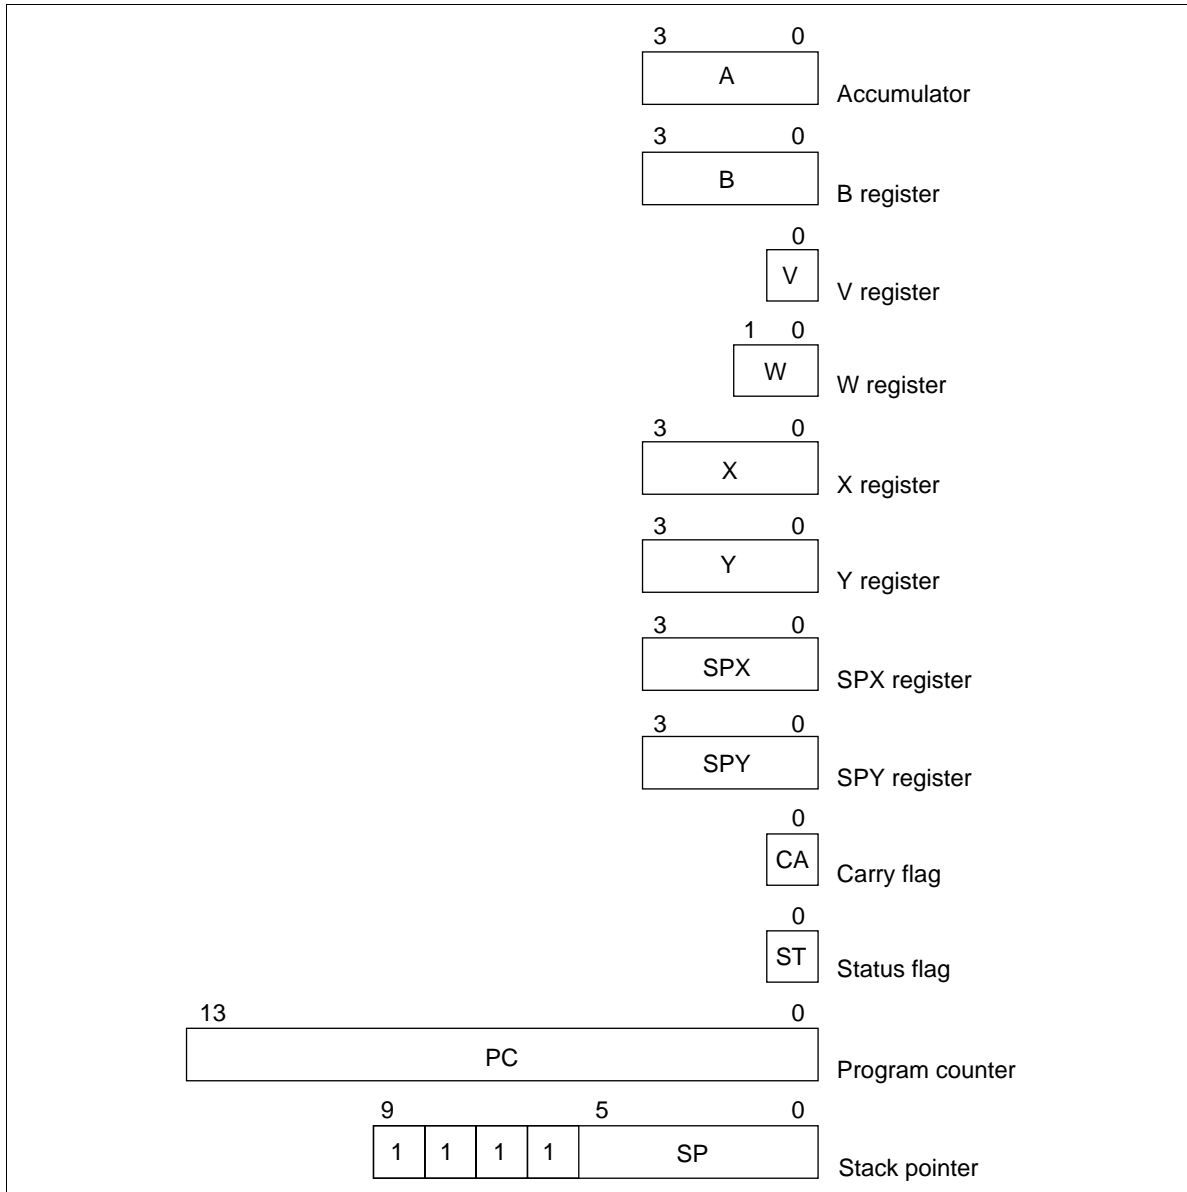 3 0
A
Accumulator
3 0
B
B register
0
V
V register
1 0
W
W register
3 0
X
X register
3 0
Y
Y register
3 0
SPX
SPX register
3 0
SPY
SPY register
0
CA
Carry flag
0
ST
Status flag
13 0
PC
Program counter
9 5 0
1 1 1 1 SP
Stack pointer